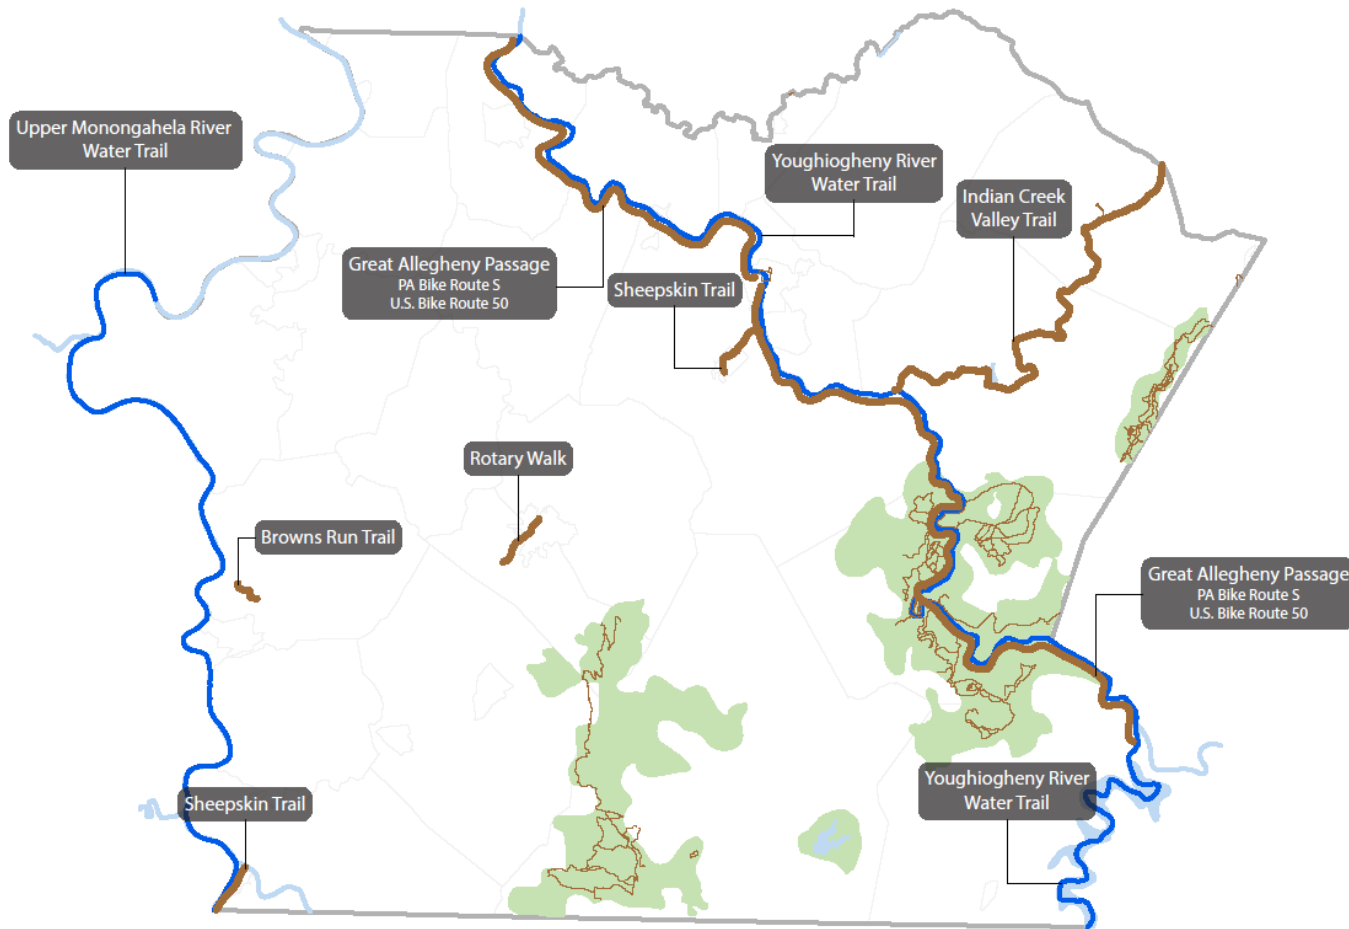 Upper Monongahela River
Water Trail
Youghiogheny River
Water Trail
Indian Creek
Valley Trail
Great Allegheny Passage
PA Bike Route S
U.S. Bike Route 50
Sheepskin Trail
Rotary Walk
Browns Run Trail
Great Allegheny Passage
PA Bike Route S
U.S. Bike Route 50
Youghiogheny River
Water Trail
Sheepskin Trail